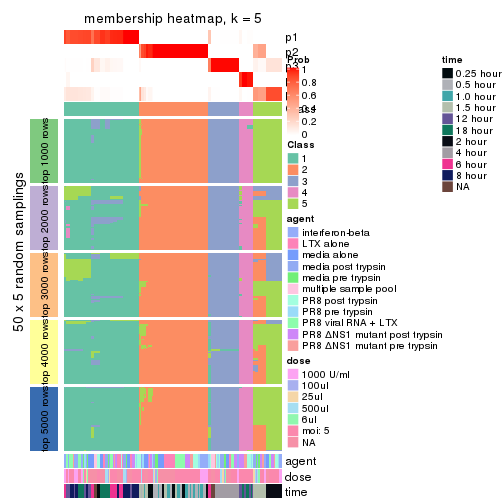 membership heatmap, k = 5
p1
p2
p3
Prob
1
0.8
0.6
0.4
0.2
0
Class
1
2
3
4
5
agent
interferon-beta
LTX alone
media alone
media post trypsin
media pre trypsin
multiple sample pool
PR8 post trypsin
PR8 pre trypsin
PR8 viral RNA + LTX
PR8 ΔNS1 mutant post trypsin
PR8 ΔNS1 mutant pre trypsin
dose
1000 U/ml
100ul
25ul
500ul
6ul
moi: 5
NA
time
0.25 hour
0.5 hour
1.0 hour
1.5 hour
12 hour
18 hour
2 hour
4 hour
6 hour
8 hour
NA
50 x 5 random samplings
top 1000 rows
top 2000 rows
top 3000 rows
top 4000 rows
top 5000 rows
agent
dose
time